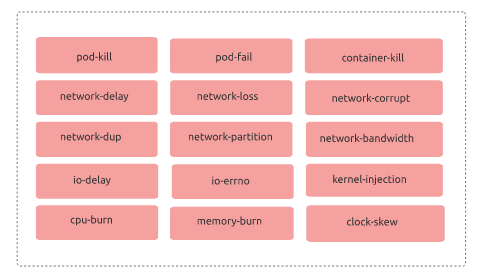 pod-kill
pod-fail
container-kill
network-delay
network-loss
network-corrupt
network-dup
network-partition
network-bandwidth
io-delay
io-errno
kernel-injection
cpu-burn
memory-burn
clock-skew